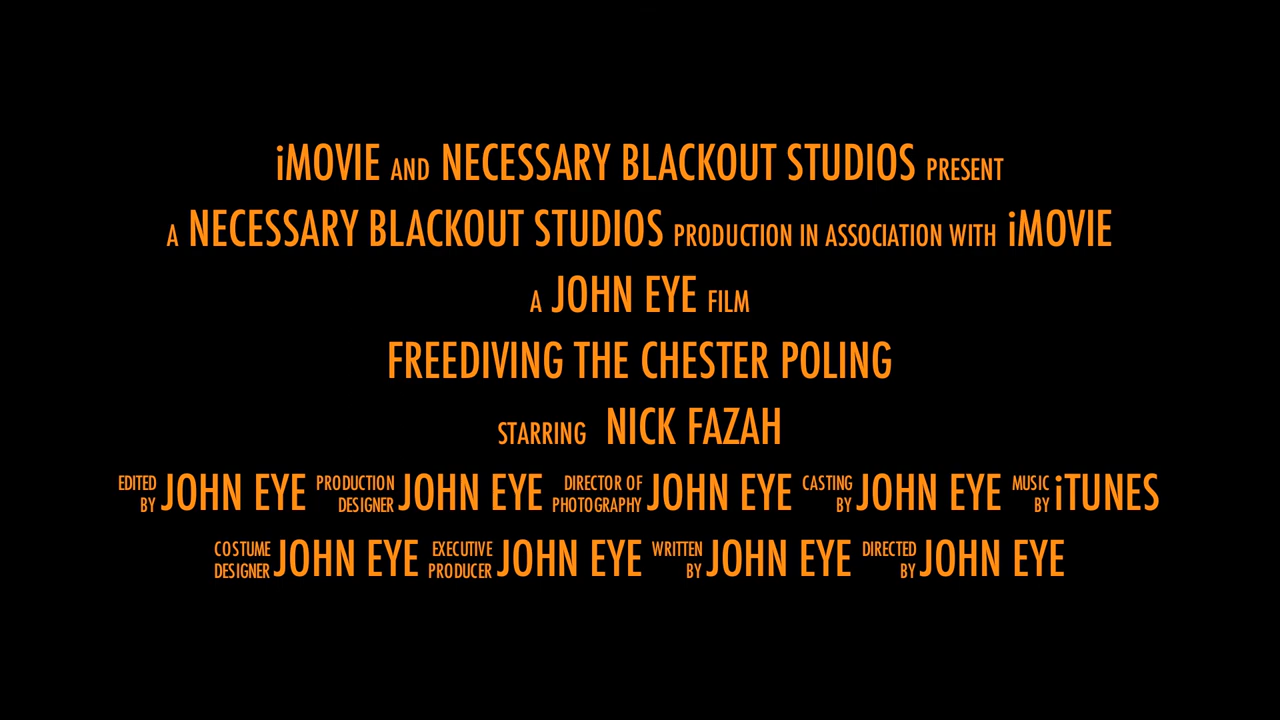 iMOVIE AND NECESSARY BLACKOUT STUDIOS PRESENT
A NECESSARY BLACKOUT STUDIOS PRODUCTION IN ASSOCIATION WITH iMOVIE
A JOHN EYE FILM
FREEDIVING THE CHESTER POLING
STARRING NICK FAZAH
EDITED BY JOHN EYE PRODUCTION DESIGNER JOHN EYE DIRECTOR OF PHOTOGRAPHY JOHN EYE CASTING BY JOHN EYE MUSIC BY iTUNES
COSTUME DESIGNER JOHN EYE EXECUTIVE PRODUCER JOHN EYE WRITTEN BY JOHN EYE DIRECTED BY JOHN EYE